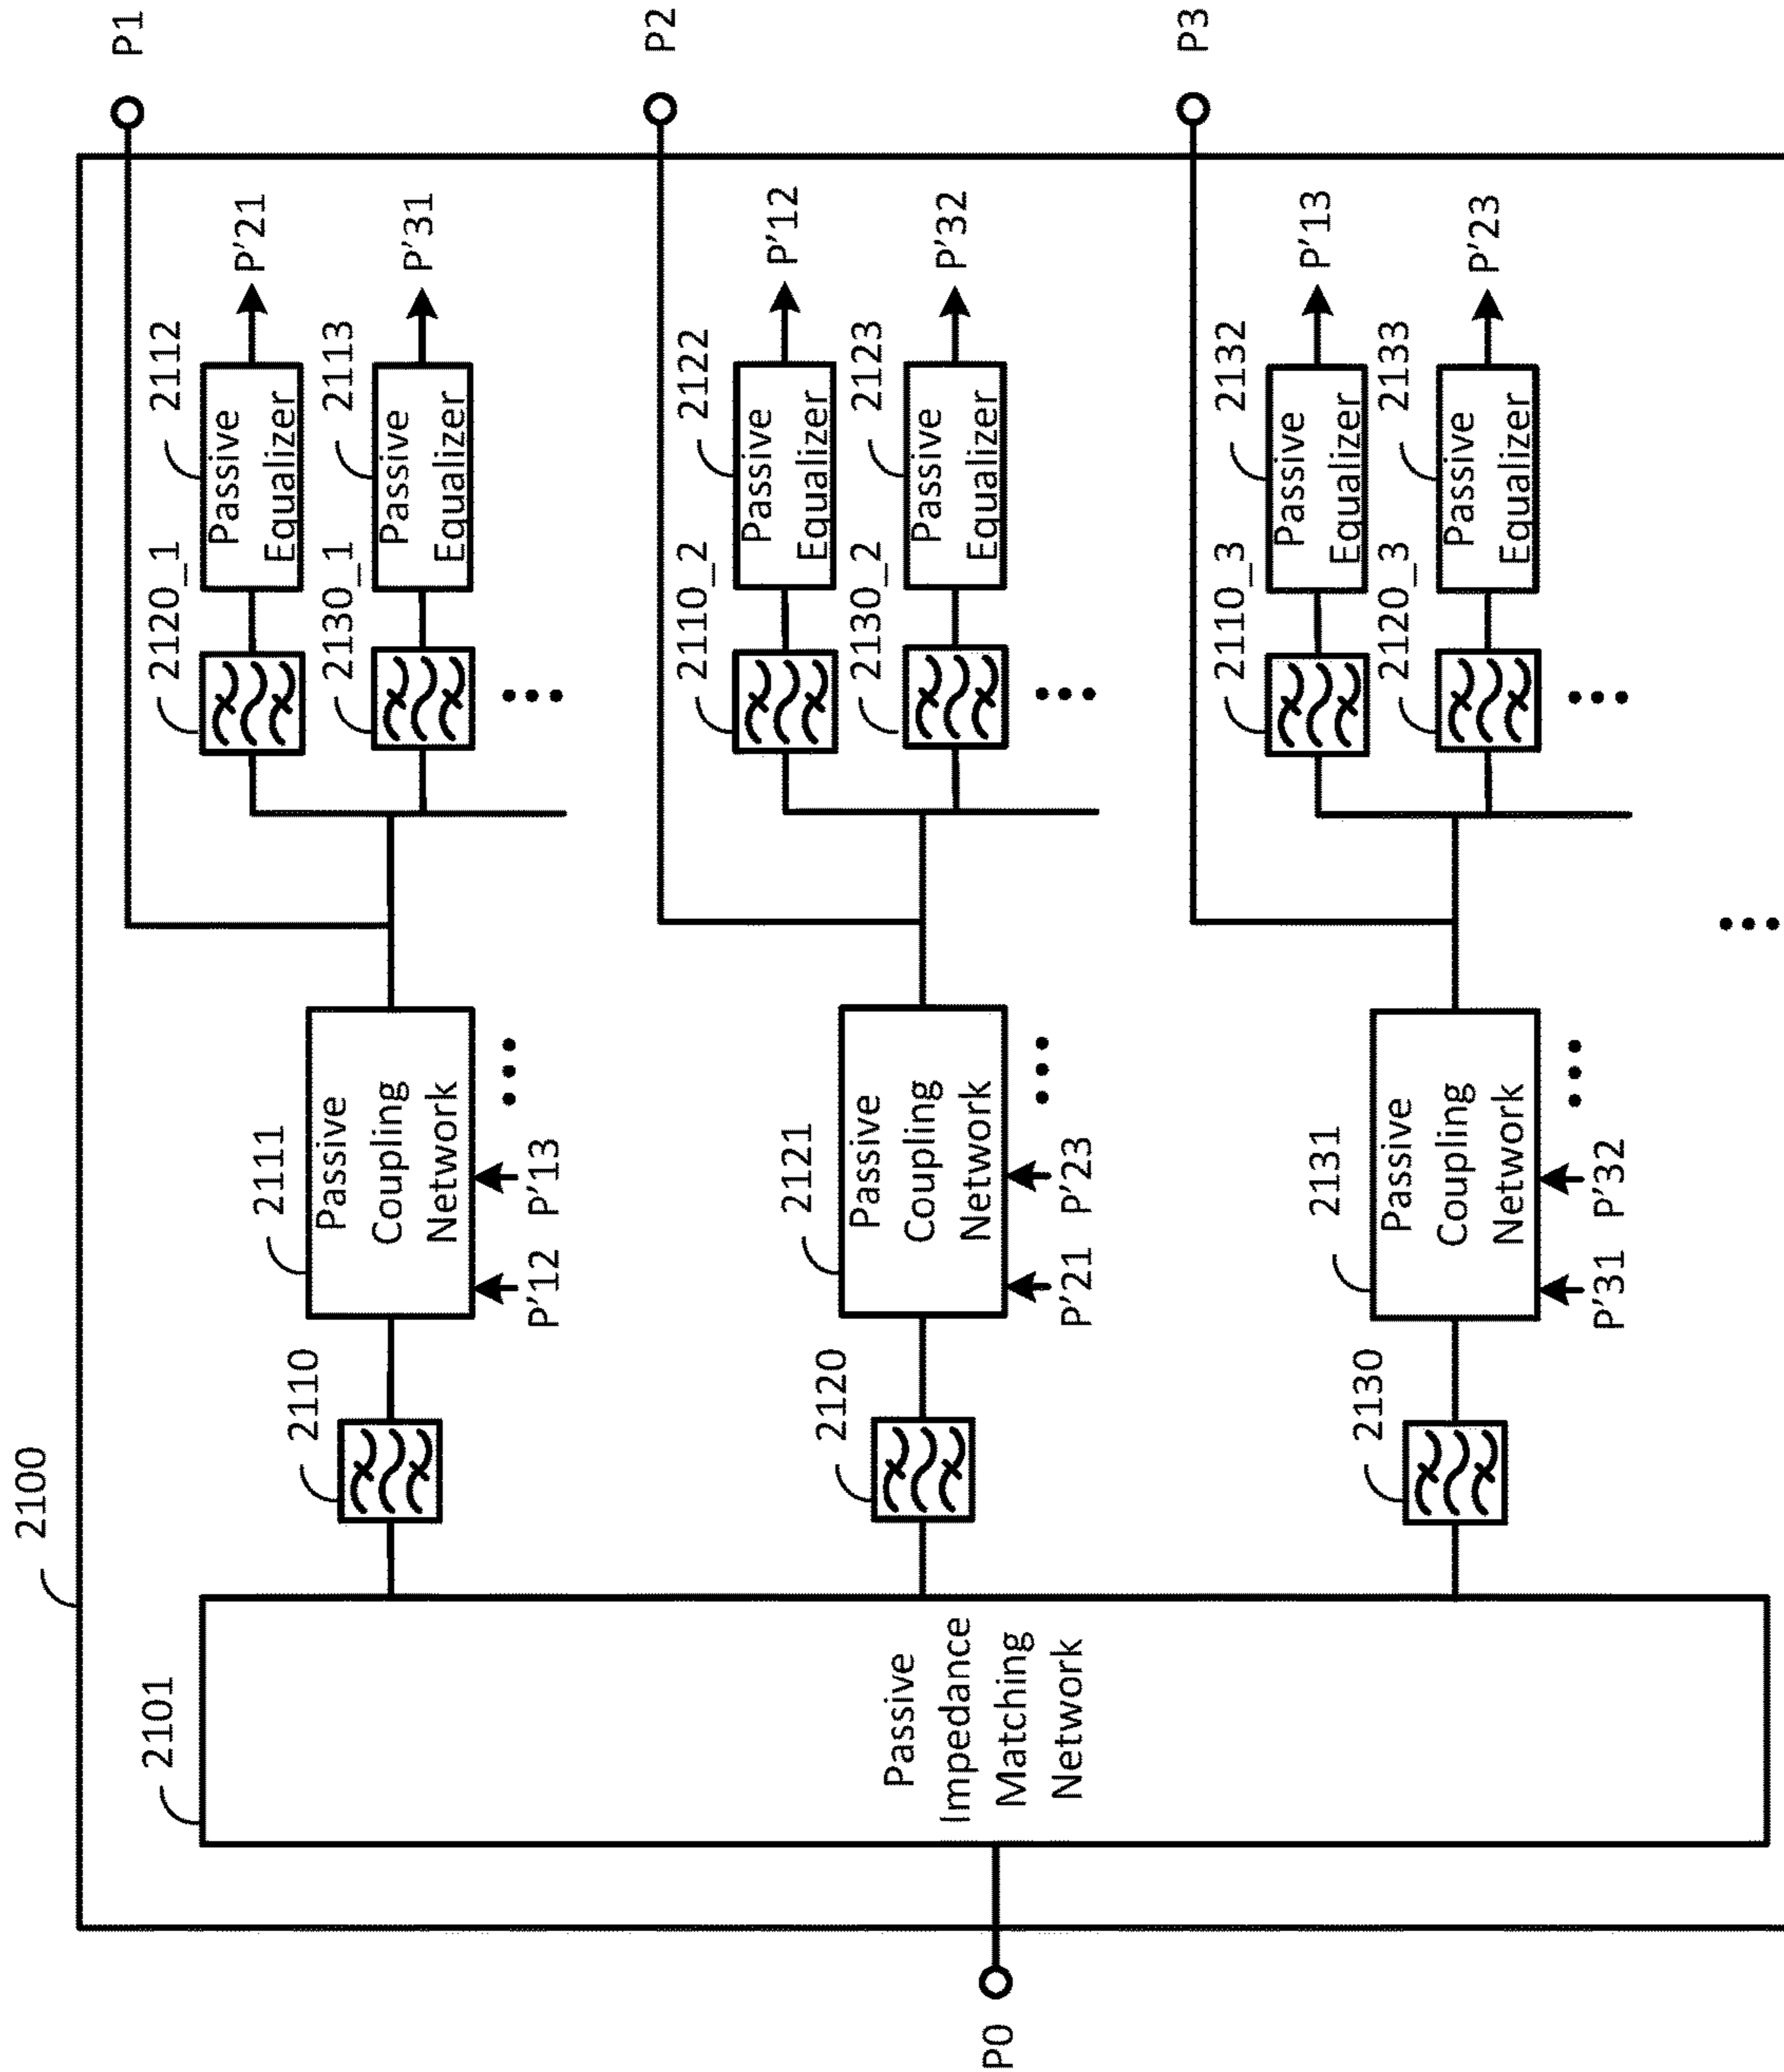 2100
2101
Passive
Impedance
Matching
Network
P0
2110
2111
Passive
Coupling
Network
P'12
P'13
2120_1
2112
Passive
Equalizer
P'21
2130_1
2113
Passive
Equalizer
P'31
P1
2120
2121
Passive
Coupling
Network
P'21
P'23
2110_2
2122
Passive
Equalizer
P'12
2130_2
2123
Passive
Equalizer
P'32
P2
2130
2131
Passive
Coupling
Network
P'31
P'32
2110_3
2132
Passive
Equalizer
P'13
2120_3
2133
Passive
Equalizer
P'23
P3